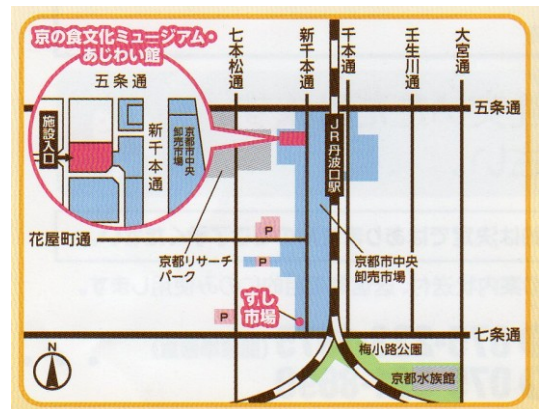 京の食文化ミュージアム・
あじわい館
五条通
施設入口
新千本通
京都市中央
卸売市場
七本松通
新千本通
千本通
壬生川通
大宮通
五条通
JR丹波口駅
花屋町通
P
京都リサーチ
パーク
P
京都市中央
卸売市場
すし
市場
P
七条通
梅小路公園
京都水族館
N